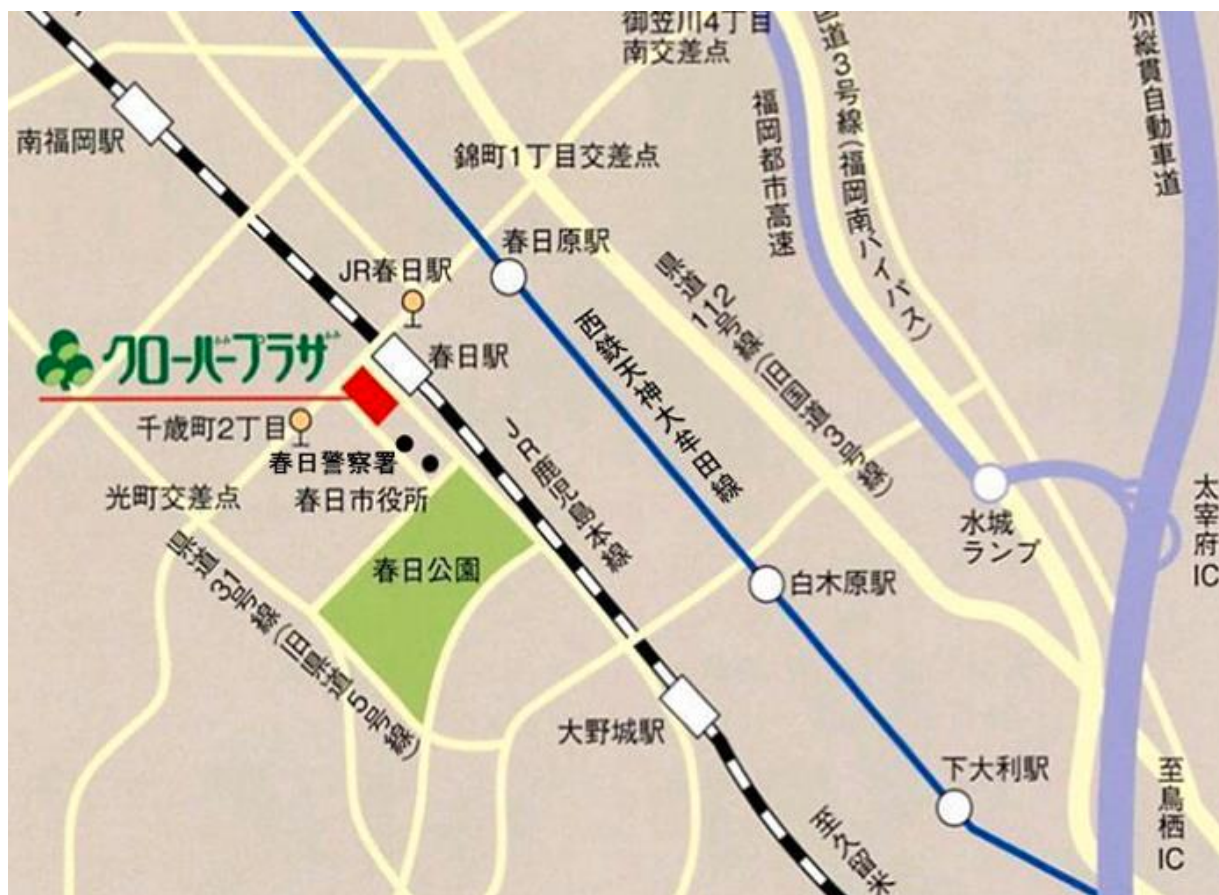 御笠川4丁目
南交差点
国道3号線(福岡南バイパス)
州縦貫自動車道
福岡都市高速
南福岡駅
錦町1丁目交差点
春日原駅
JR春日駅
県道112号線(旧国道3号線)
西鉄天神大牟田線
クローバープラザ
春日駅
千歳町2丁目
春日警察署
JR鹿児島本線
光町交差点
春日市役所
太宰府IC
水城
ランプ
県道31号線(旧県道5号線)
春日公園
白木原駅
大野城駅
下大利駅
至鳥栖IC
至久留米